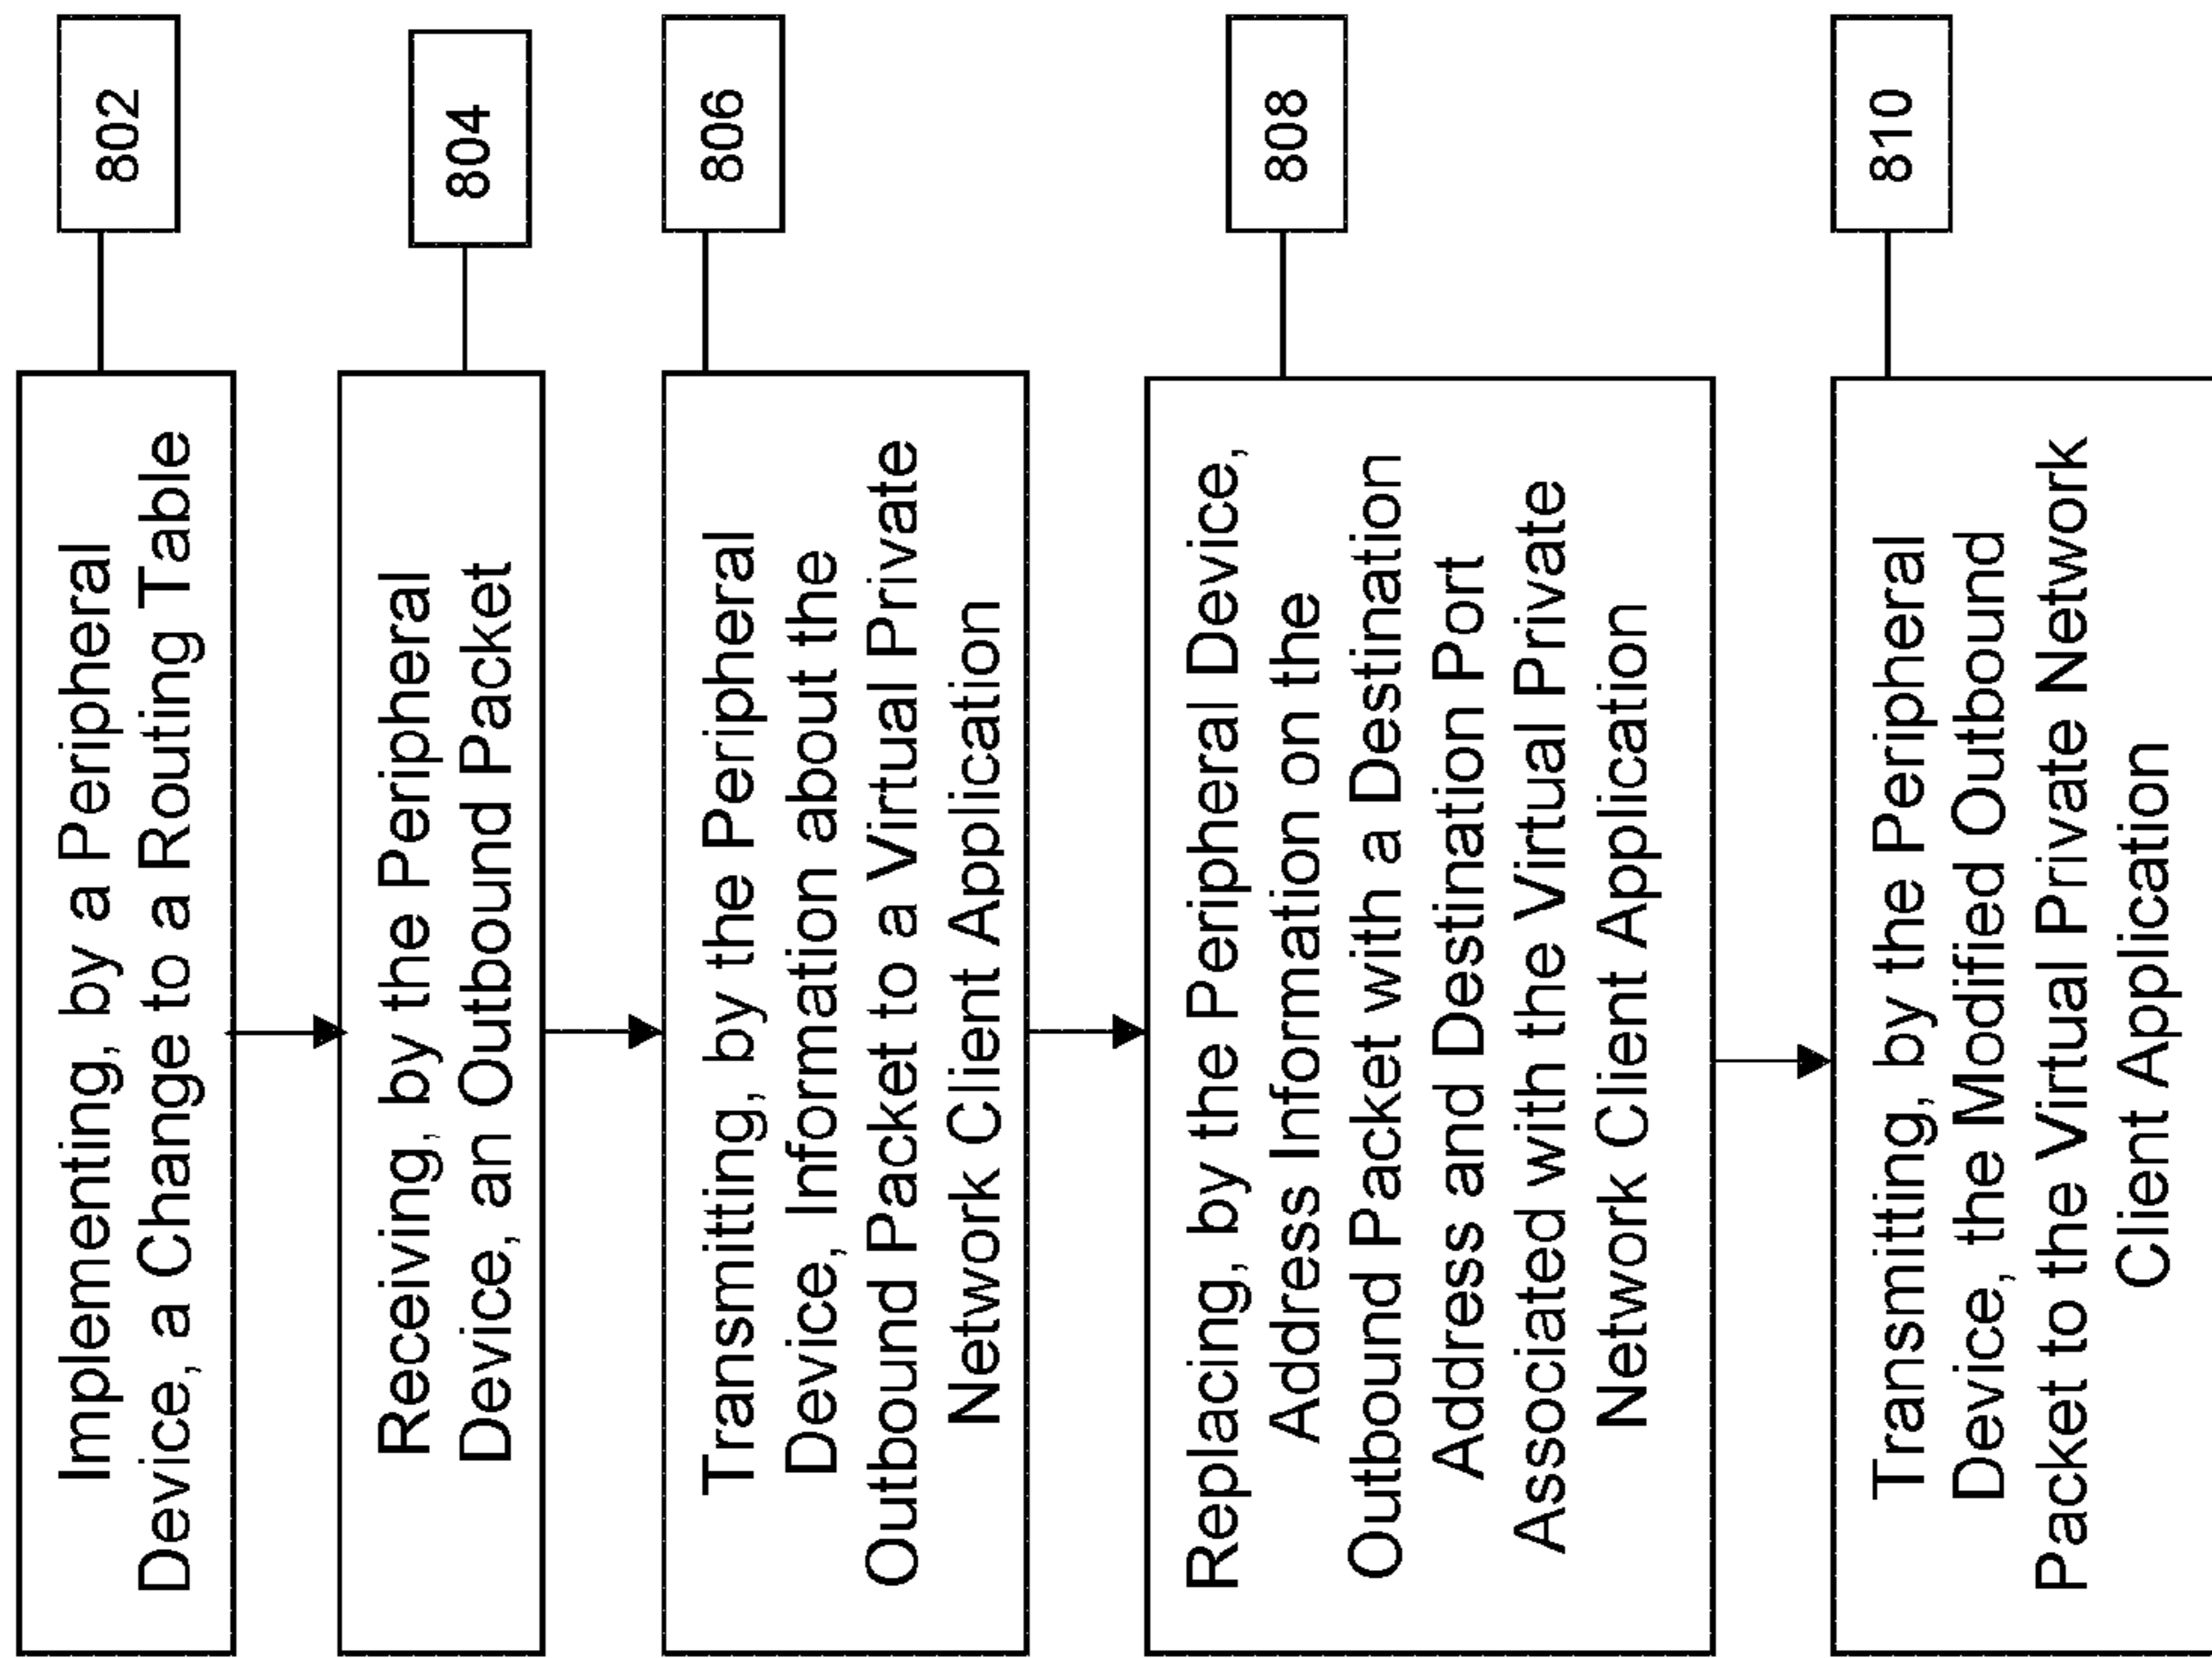 Implementing, by a Peripheral
Device, a Change to a Routing Table
802
Receiving, by the Peripheral
Device, an Outbound Packet
804
Transmitting, by the Peripheral
Device, Information about the
Outbound Packet to a Virtual Private
Network Client Application
806
Replacing, by the Peripheral Device,
Address Information on the
Outbound Packet with a Destination
Address and Destination Port
Associated with the Virtual Private
Network Client Application
808
Transmitting, by the Peripheral
Device, the Modified Outbound
Packet to the Virtual Private Network
Client Application
810